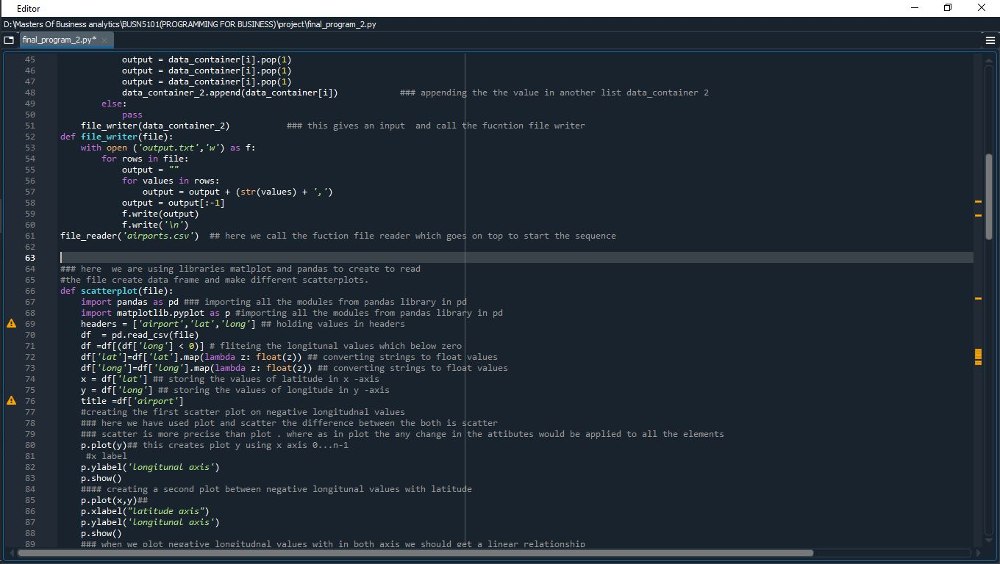 Editor
D:\Masters Of Business analytics\BUSN5101(PROGRAMMING FOR BUSINESS)\project\final_program_2.py
final_program_2.py*
45 output = data_container[i].pop(1)
46 output = data_container[i].pop(1)
47 output = data_container[i].pop(1)
48 data_container_2.append(data_container[i]) ### appending the the value in another list data_container 2
49 else:
50 pass
51 file_writer(data_container_2) ### this gives an input  and call the fucntion file writer
52 def file_writer(file):
53 with open ('output.txt','w') as f:
54 for rows in file:
55 output = ""
56 for values in rows:
57 output = output + (str(values) + ',')
58 output = output[:-1]
59 f.write(output)
60 f.write('\n')
61 file_reader('airports.csv')  ## here we call the fuction file reader which goes on top to start the sequence
62
63
64 ### here  we are using libraries matlplot and pandas to create to read
65 #the file create data frame and make different scatterplots.
66 def scatterplot(file):
67 import pandas as pd ### importing all the modules from pandas library in pd
68 import matplotlib.pyplot as p #importing all the modules from pandas library in pd
69 headers = ['airport','lat','long'] ## holding values in headers
70 df  = pd.read_csv(file)
71 df =df[(df['long'] < 0)] # fliteing the longitunal values which below zero
72 df['lat']=df['lat'].map(lambda z: float(z)) ## converting strings to float values
73 df['long']=df['long'].map(lambda z: float(z)) ## converting strings to float values
74 x = df['lat'] ## storing the values of latitude in x -axis
75 y = df['long'] ## storing the values of longitude in y -axis
76 title =df['airport']
77 #creating the first scatter plot on negative longitudnal values
78 ### here we have used plot and scatter the difference between the both is scatter
79 ### scatter is more precise than plot . where as in plot the any change in the attibutes would be applied to all the elements
80 p.plot(y)## this creates plot y using x axis 0...n-1
81 #x label
82 p.ylabel('longitunal axis')
83 p.show()
84 #### creating a second plot between negative longitunal values with latitude
85 p.plot(x,y)##
86 p.xlabel("latitude axis")
87 p.ylabel('longitunal axis')
88 p.show()
89 ### when we plot negative longitudnal values with in both axis we should get a linear relationship